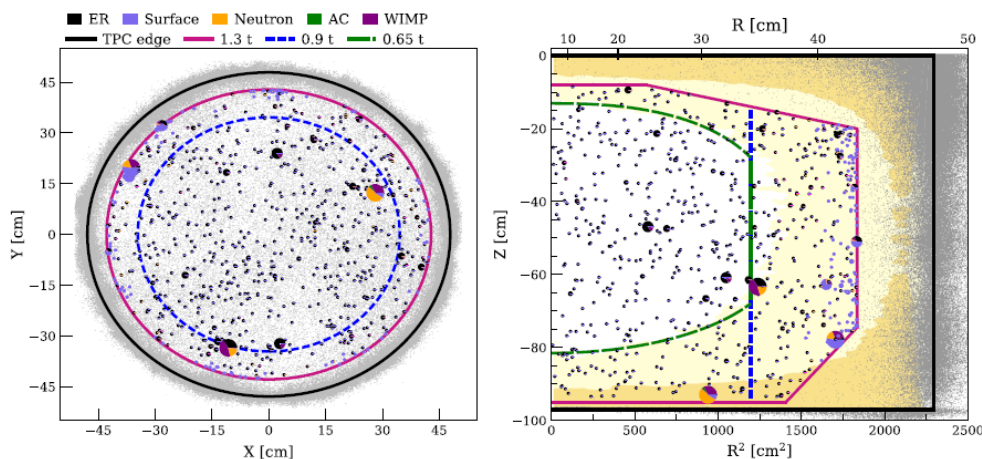 ER Surface Neutron AC WIMP
TPC edge 1.3 t 0.9 t 0.65 t
45
30
15
0
−15
−30
−45
Y [cm]
−45 −30 −15 0 15 30 45
X [cm]
R [cm]
10 20 30 40 50
0
−20
−40
−60
−80
−100
Z [cm]
0 500 1000 1500 2000 2500
R² [cm²]